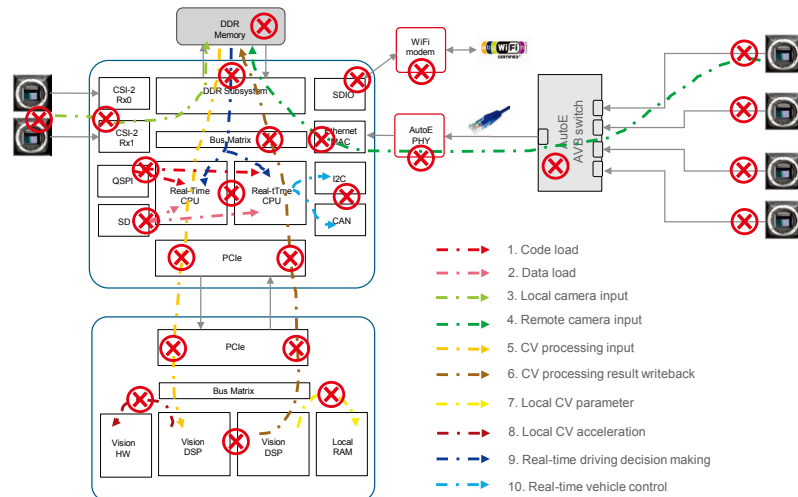 DDR
Memory
WiFi
modem
WiFi
CERTIFIED
CSI-2
Rx0
DDR Subsystem
SDIO
CSI-2
Rx1
Bus Matrix
Ethernet
MAC
AutoE
PHY
AutoE
AVB switch
QSPI
Real-Time
CPU
Real-tTme
CPU
I2C
SD
CAN
PCIe
PCIe
Bus Matrix
Vision
HW
Vision
DSP
Vision
DSP
Local
RAM
1. Code load
2. Data load
3. Local camera input
4. Remote camera input
5. CV processing input
6. CV processing result writeback
7. Local CV parameter
8. Local CV acceleration
9. Real-time driving decision making
10. Real-time vehicle control